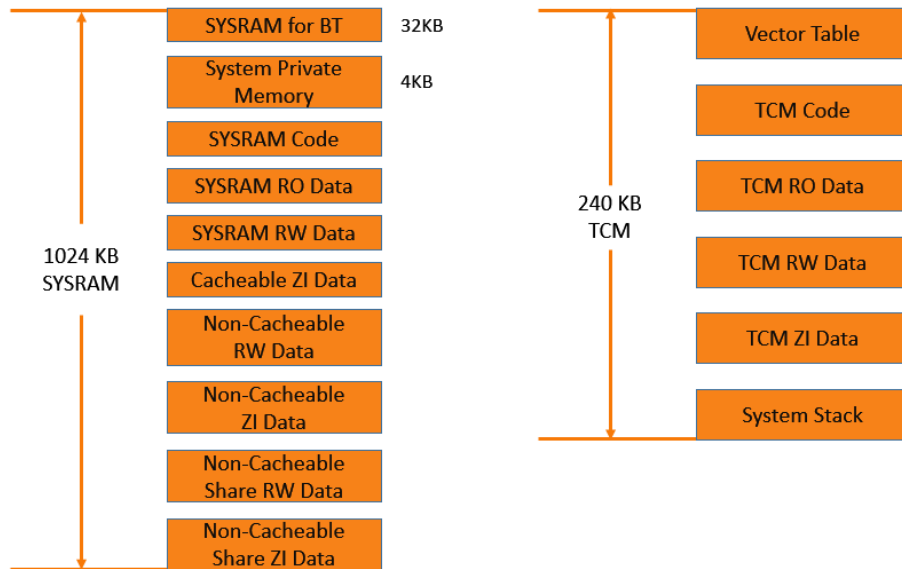 SYSRAM for BT
32KB
System Private
Memory
4KB
SYSRAM Code
SYSRAM RO Data
SYSRAM RW Data
1024 KB
SYSRAM
Cacheable ZI Data
Non-Cacheable
RW Data
Non-Cacheable
ZI Data
Non-Cacheable
Share RW Data
Non-Cacheable
Share ZI Data
Vector Table
TCM Code
TCM RO Data
240 KB
TCM
TCM RW Data
TCM ZI Data
System Stack